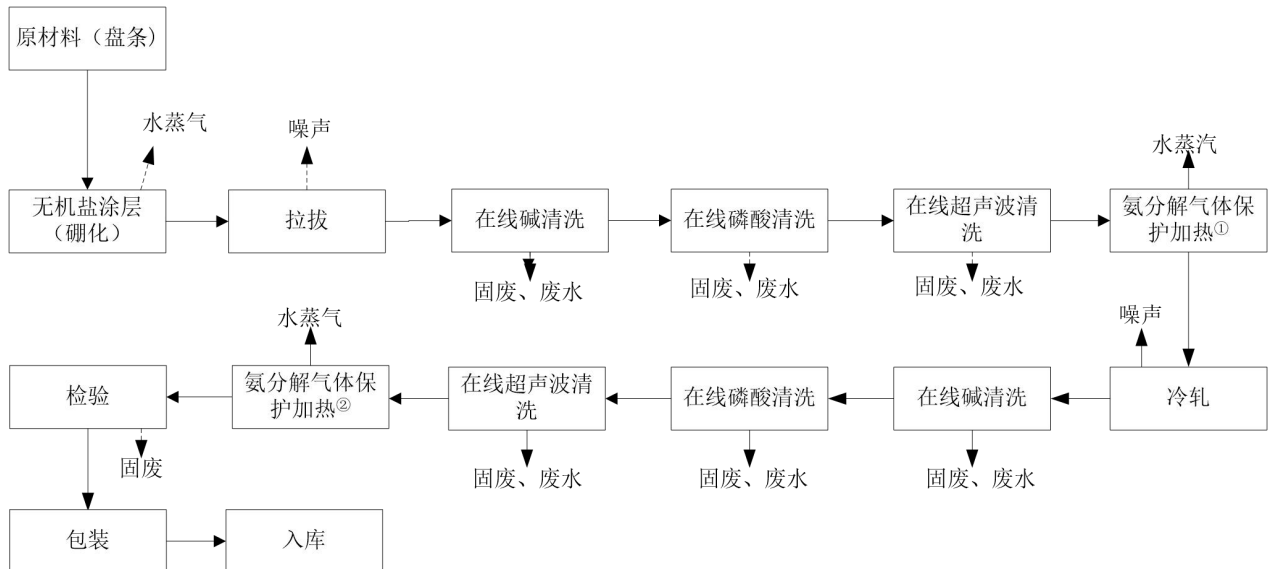 原材料（盘条)
水蒸气
噪声
水蒸汽
无机盐涂层
（硼化）
拉拔
在线碱清洗
在线磷酸清洗
在线超声波清
洗
氨分解气体保
护加热①
固废、废水
固废、废水
固废、废水
水蒸气
噪声
检验
氨分解气体保
护加热②
在线超声波清
洗
在线磷酸清洗
在线碱清洗
冷轧
固废
固废、废水
固废、废水
固废、废水
包装
入库